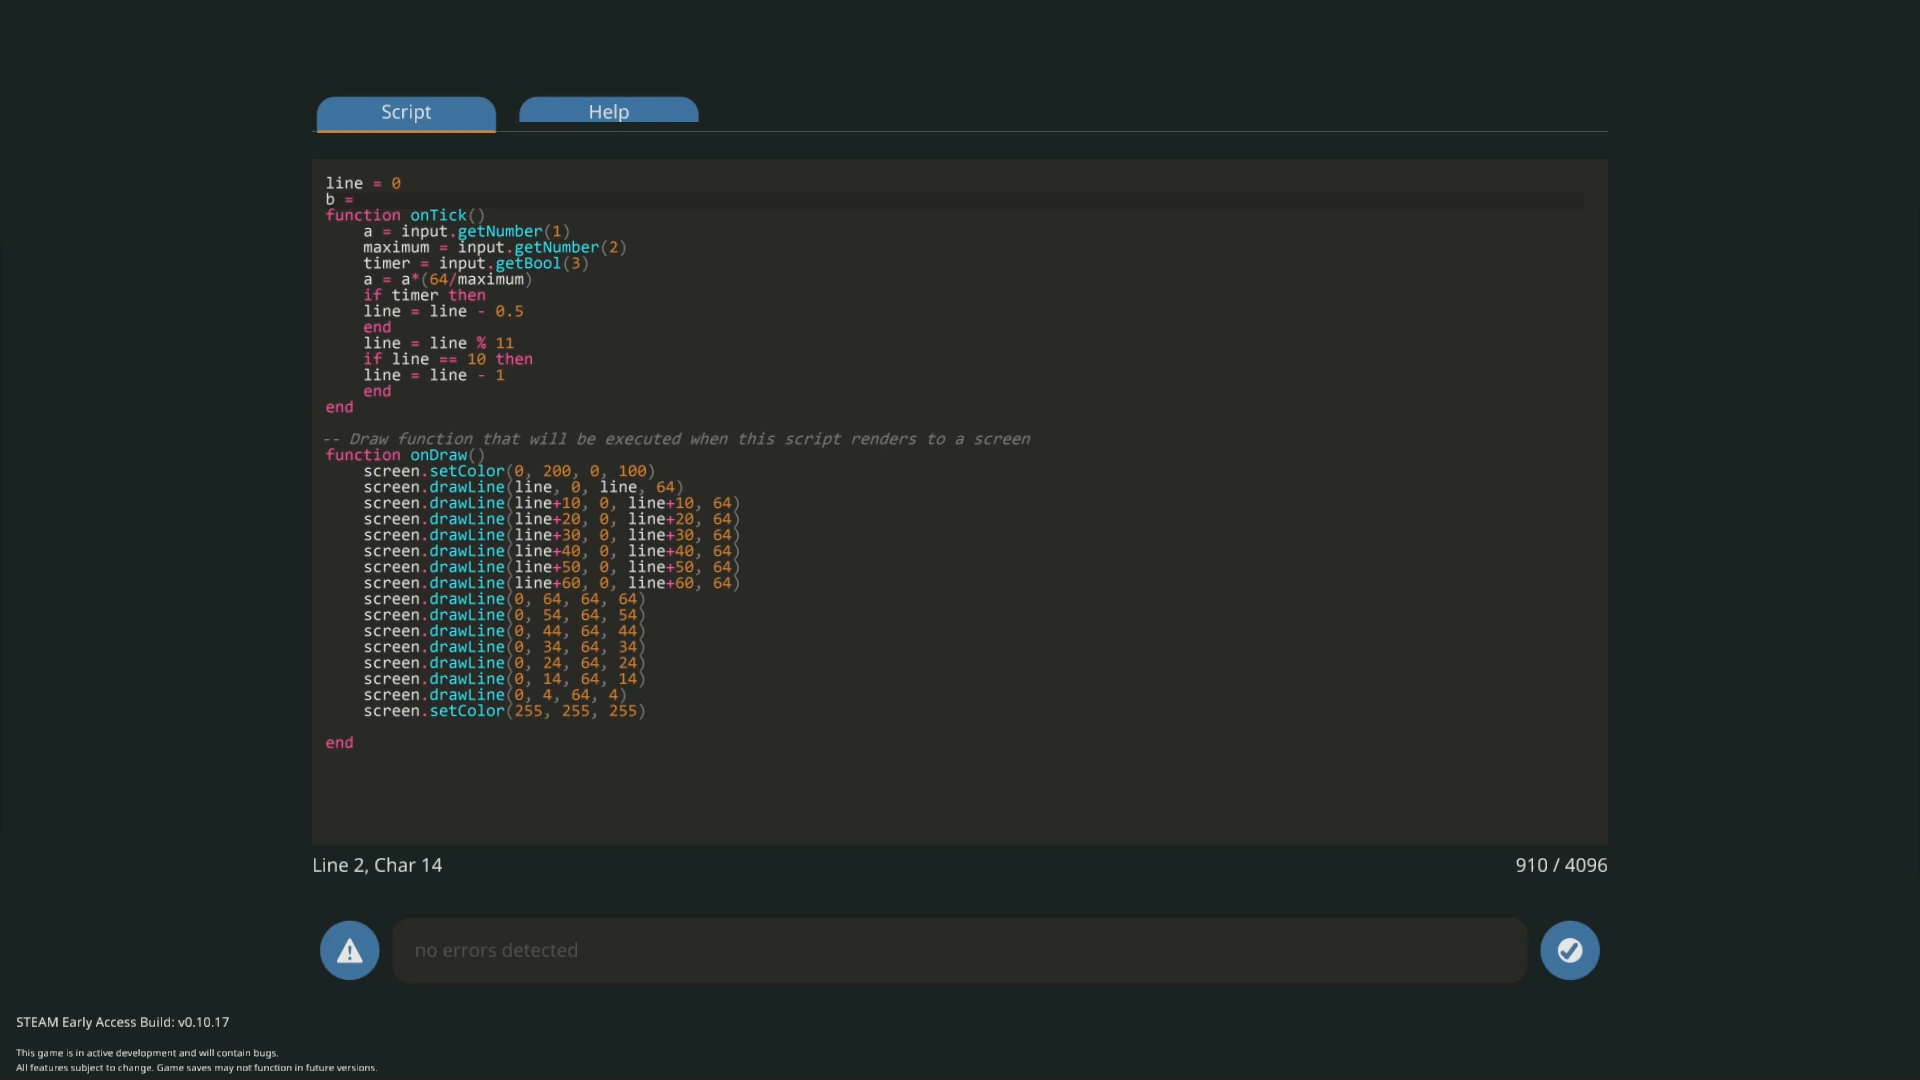 Script
Help
line = 0
b =
function onTick()
a = input.getNumber(1)
maximum = input.getNumber(2)
timer = input.getBool(3)
a = a*(64/maximum)
if timer then
line = line - 0.5
end
line = line % 11
if line == 10 then
line = line - 1
end
end
-- Draw function that will be executed when this script renders to a screen
function onDraw()
screen.setColor(0, 200, 0, 100)
screen.drawLine(line, 0, line, 64)
screen.drawLine(line+10, 0, line+10, 64)
screen.drawLine(line+20, 0, line+20, 64)
screen.drawLine(line+30, 0, line+30, 64)
screen.drawLine(line+40, 0, line+40, 64)
screen.drawLine(line+50, 0, line+50, 64)
screen.drawLine(line+60, 0, line+60, 64)
screen.drawLine(0, 64, 64, 64)
screen.drawLine(0, 54, 64, 54)
screen.drawLine(0, 44, 64, 44)
screen.drawLine(0, 34, 64, 34)
screen.drawLine(0, 24, 64, 24)
screen.drawLine(0, 14, 64, 14)
screen.drawLine(0, 4, 64, 4)
screen.setColor(255, 255, 255)
end
Line 2, Char 14
910 / 4096
no errors detected
STEAM Early Access Build: v0.10.17
This game is in active development and will contain bugs.
All features subject to change. Game saves may not function in future versions.